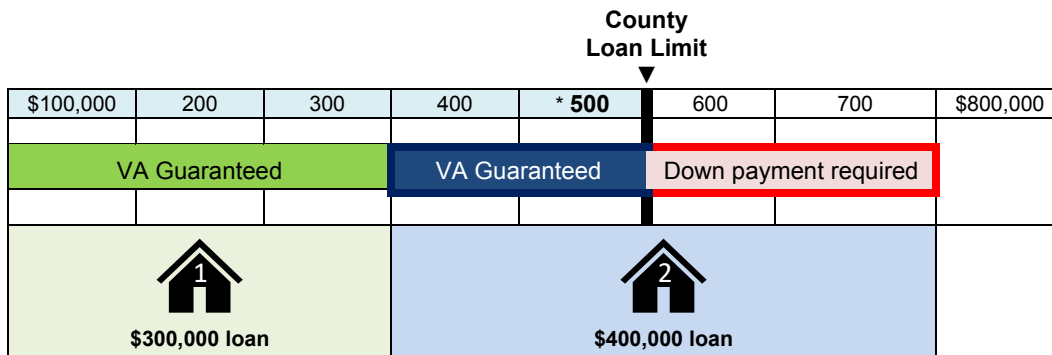 County
Loan Limit
▼
$100,000 200 300 400 * 500 600 700 $800,000
VA Guaranteed VA Guaranteed Down payment required
1 2
$300,000 loan $400,000 loan